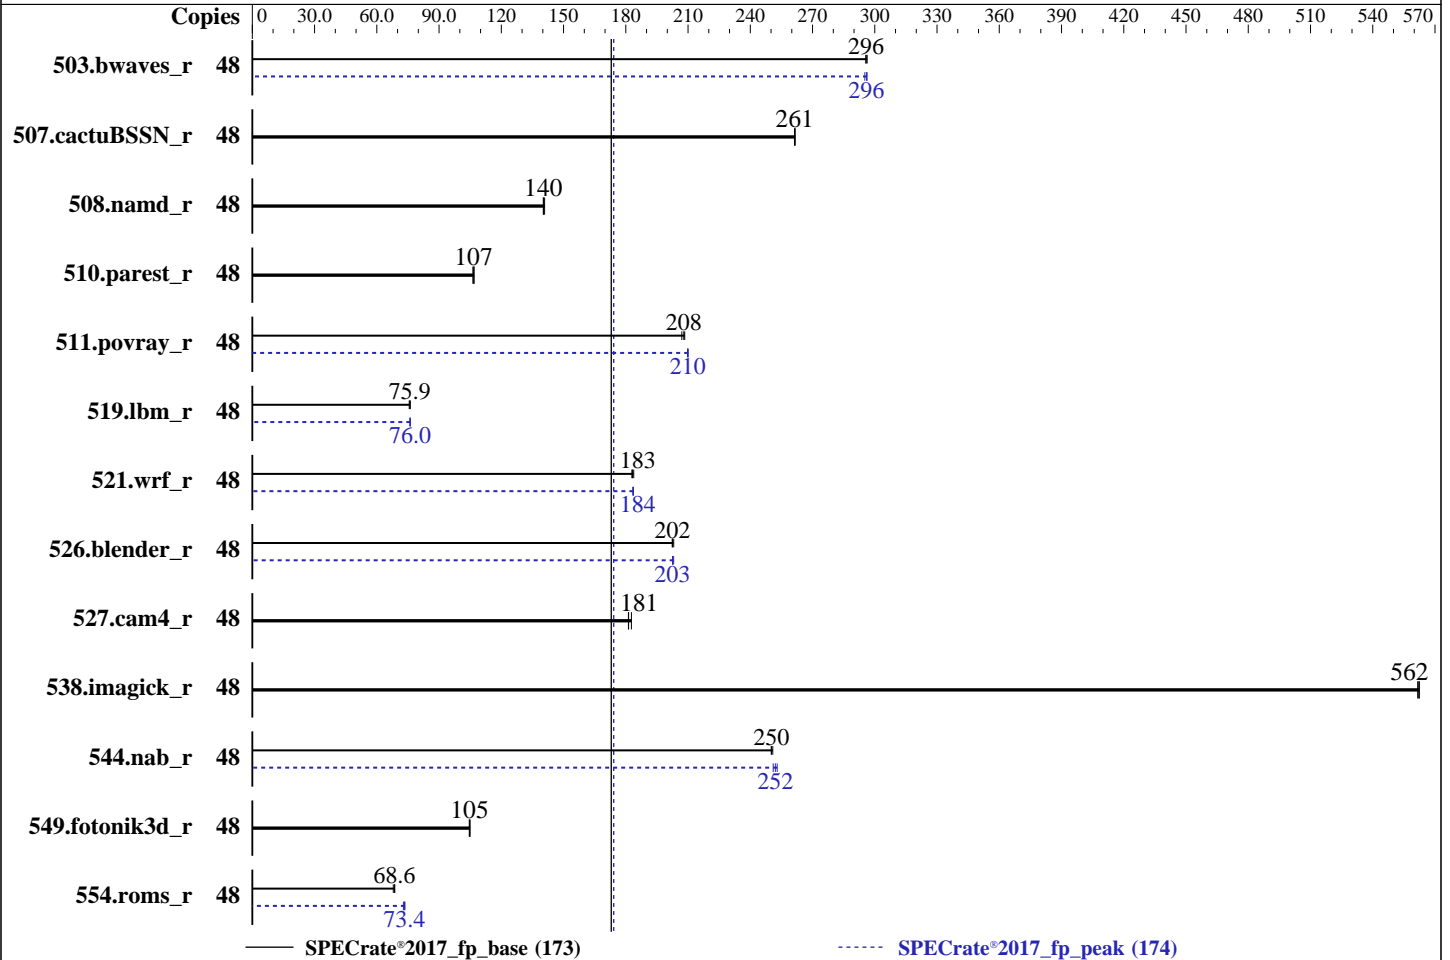 Copies 0 30.0 60.0 90.0 120 150 180 210 240 270 300 330 360 390 420 450 480 510 540 570
503.bwaves_r 48 296
296
507.cactuBSSN_r 48 261
508.namd_r 48 140
510.parest_r 48 107
511.povray_r 48 208
210
519.lbm_r 48 75.9
76.0
521.wrf_r 48 183
184
526.blender_r 48 202
203
527.cam4_r 48 181
538.imagick_r 48 562
544.nab_r 48 250
252
549.fotonik3d_r 48 105
554.roms_r 48 68.6
73.4
SPECrate®2017_fp_base (173) SPECrate®2017_fp_peak (174)